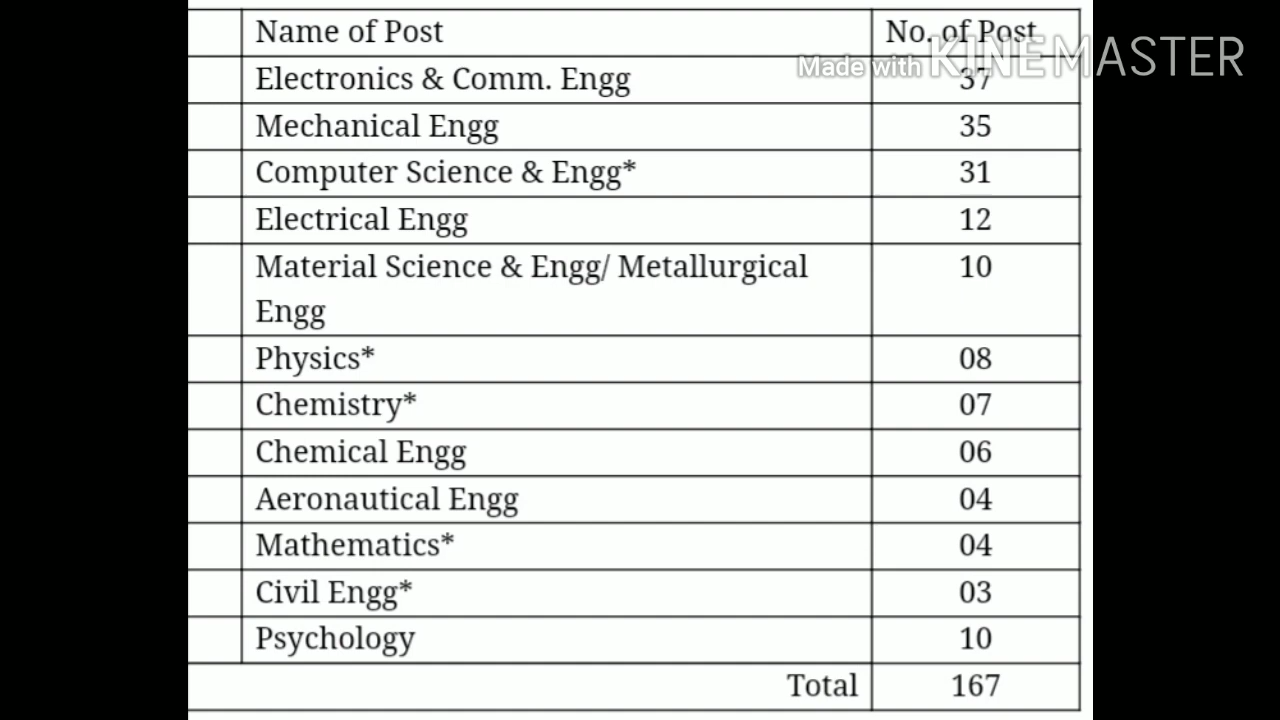 Name of Post No. of Post
Made with KINEMASTER
Electronics & Comm. Engg 37
Mechanical Engg 35
Computer Science & Engg* 31
Electrical Engg 12
Material Science & Engg/ Metallurgical 10
Engg
Physics* 08
Chemistry* 07
Chemical Engg 06
Aeronautical Engg 04
Mathematics* 04
Civil Engg* 03
Psychology 10
Total 167